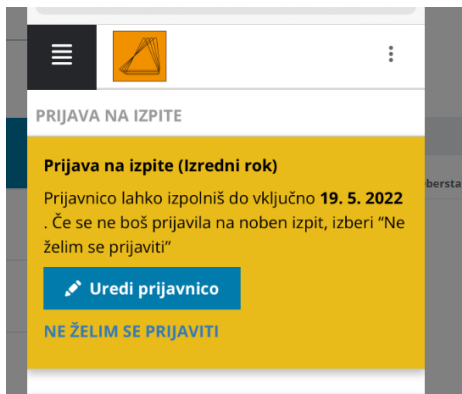 PRIJAVA NA IZPITE
Prijava na izpite (Izredni rok)
Prijavnico lahko izpolniš do vključno 19. 5. 2022
. Če se ne boš prijavila na noben izpit, izberi “Ne
želim se prijaviti”
Uredi prijavnico
NE ŽELIM SE PRIJAVITI
bersta